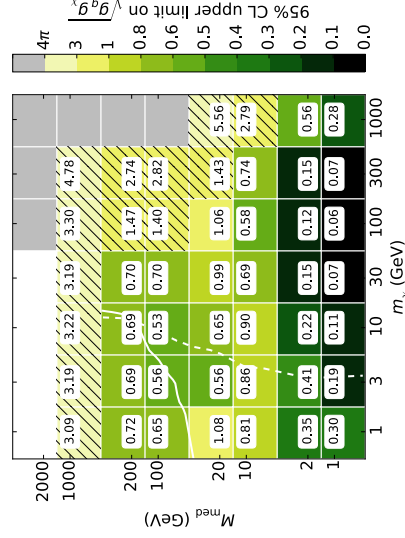 M_med (GeV)
2000
1000 3.09 3.19 3.22 3.19 3.30 4.78
200 0.72 0.69 0.69 0.70 1.47 2.74
100 0.65 0.56 0.53 0.70 1.40 2.82
20 1.08 0.56 0.65 0.99 1.06 1.43 5.56
10 0.81 0.86 0.90 0.69 0.58 0.74 2.79
2 0.35 0.41 0.22 0.15 0.12 0.15 0.56
1 0.30 0.19 0.11 0.07 0.06 0.07 0.28
1 3 10 30 100 300 1000
m_χ (GeV)
4π
3
1
0.8
0.6
0.5
0.4
0.3
0.2
0.1
0.0
95% CL upper limit on √g_q g_χ